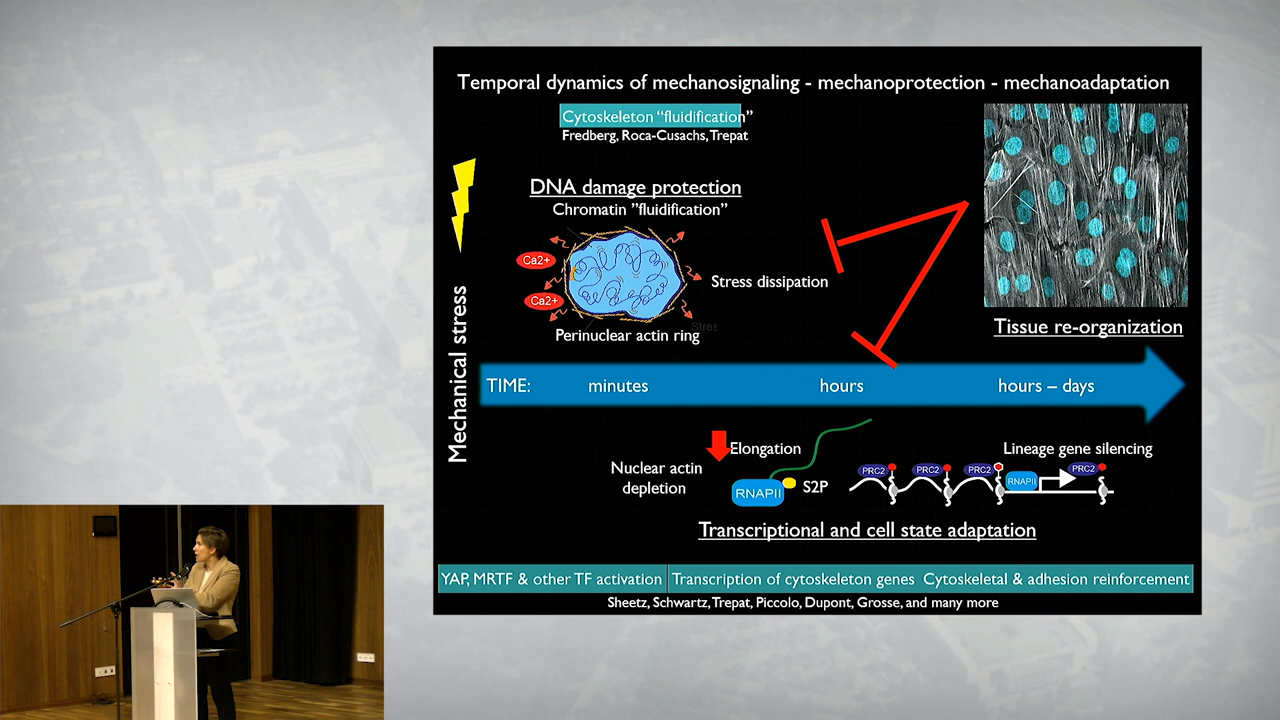 Temporal dynamics of mechanosignaling - mechanoprotection - mechanoadaptation
Cytoskeleton “fluidification”
Fredberg, Roca-Cusachs, Trepat
DNA damage protection
Chromatin ”fluidification”
Ca2+
Ca2+
Stress dissipation
Stres
Perinuclear actin ring
Mechanical stress
Tissue re-organization
TIME: minutes hours hours – days
Elongation
Nuclear actin
depletion
RNAPII
S2P
Lineage gene silencing
PRC2 PRC2 PRC2 RNAPII PRC2
Transcriptional and cell state adaptation
YAP, MRTF & other TF activation Transcription of cytoskeleton genes Cytoskeletal & adhesion reinforcement
Sheetz, Schwartz, Trepat, Piccolo, Dupont, Grosse, and many more